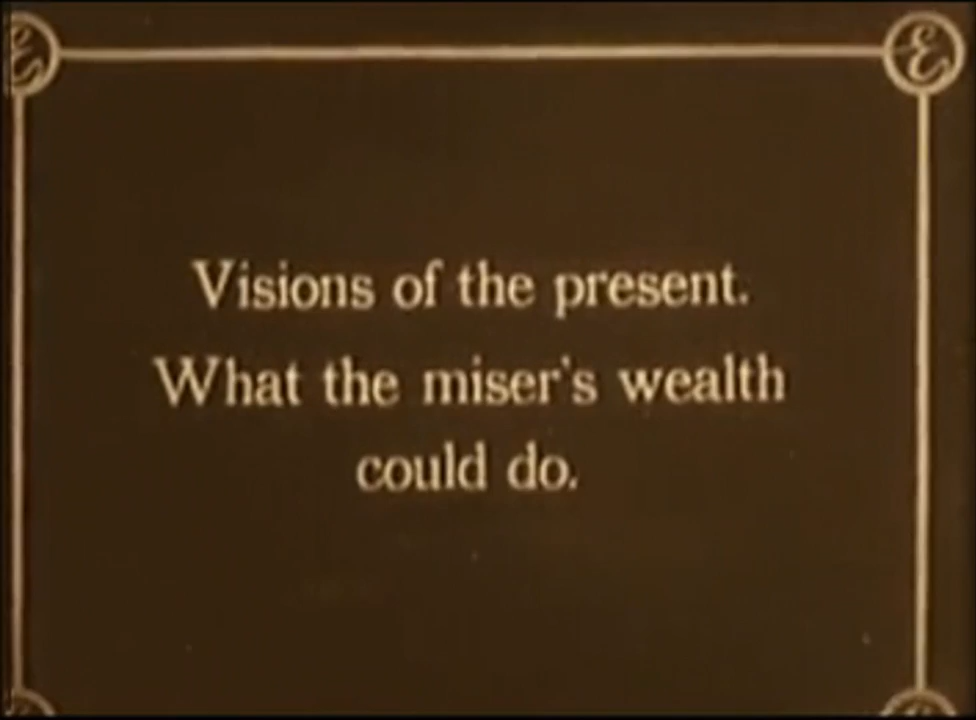 E E
Visions of the present.
What the miser's wealth
could do.